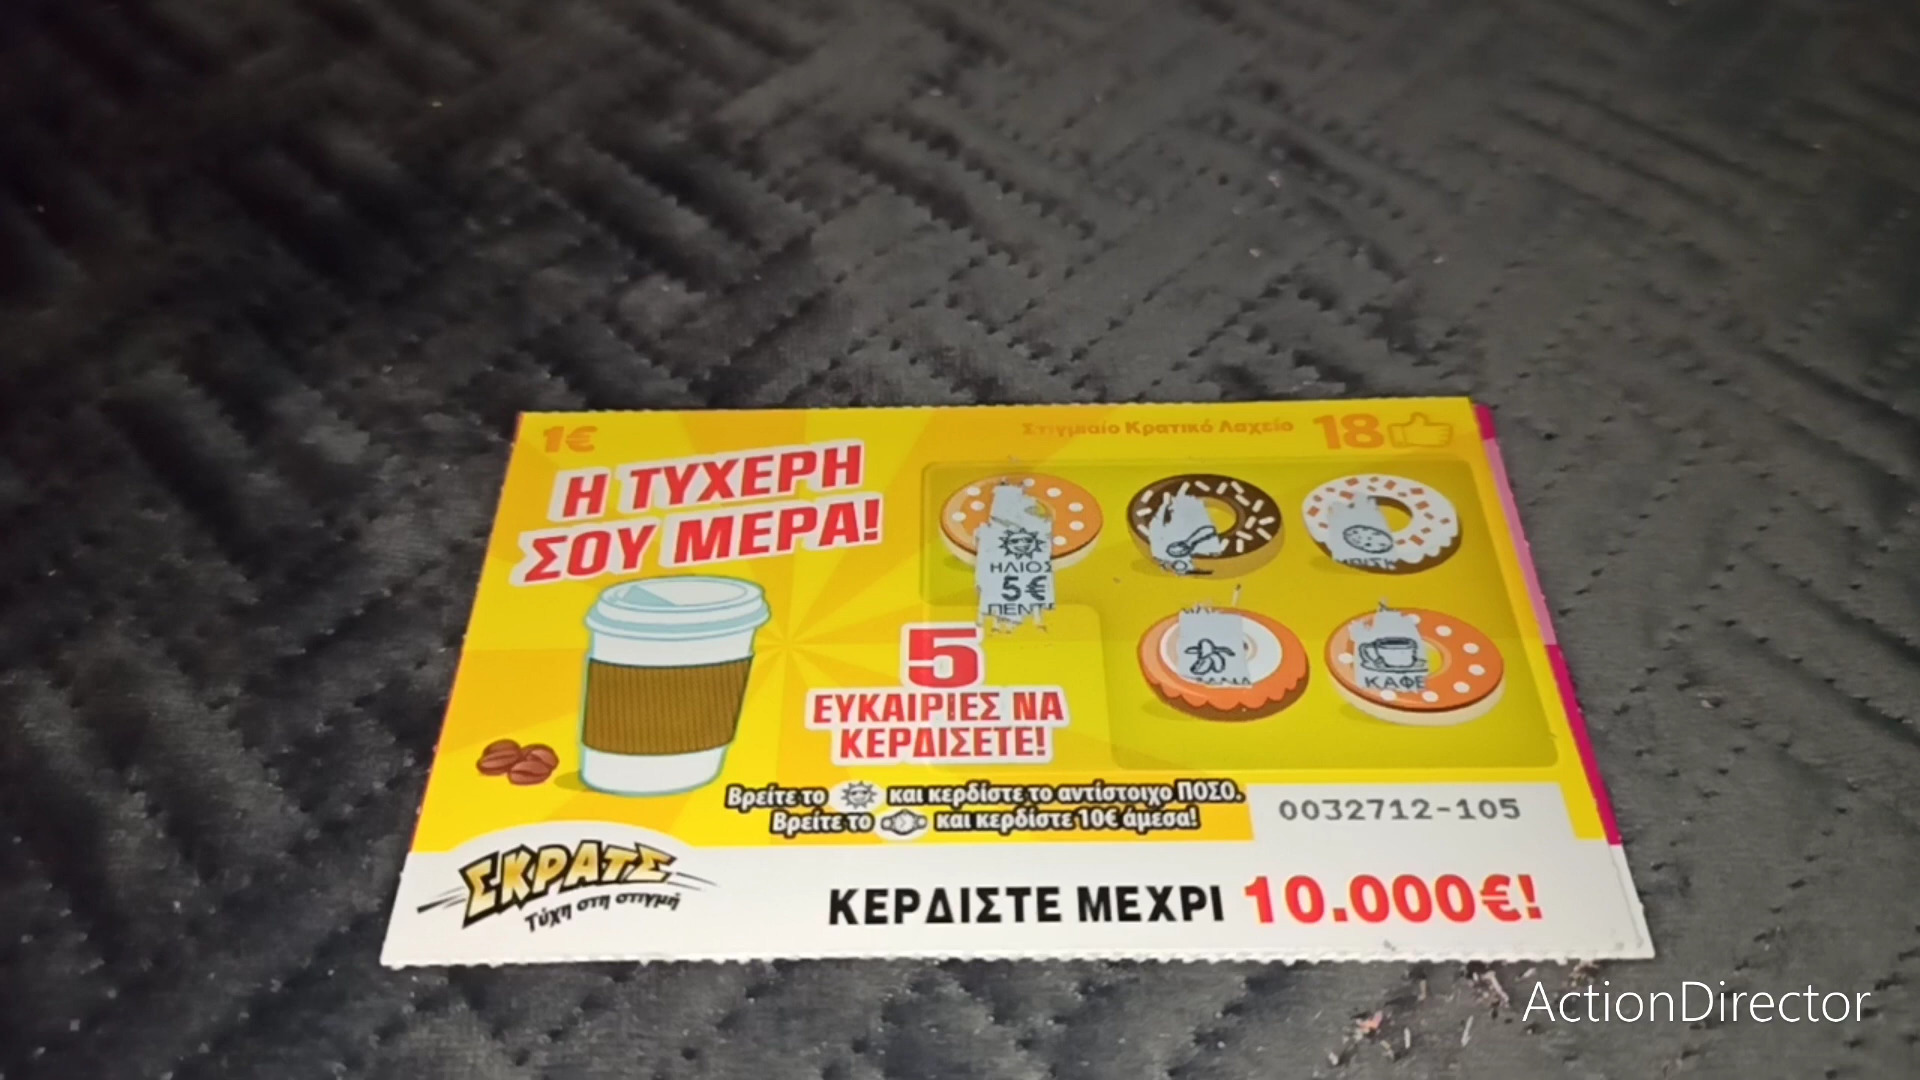 1€
Στιγμιαίο Κρατικό Λαχείο 18
Η ΤΥΧΕΡΗ
ΣΟΥ ΜΕΡΑ!
ΗΛΙΟΣ
5€
ΠΕΝΤΕ
ΚΑΦΕ
5
ΕΥΚΑΙΡΙΕΣ ΝΑ
ΚΕΡΔΙΣΕΤΕ!
Βρείτε το και κερδίστε το αντίστοιχο ΠΟΣΟ.
Βρείτε το και κερδίστε 10€ άμεσα!
0032712-105
ΣΚΡΑΤΣ
Τύχη στη στιγμή
ΚΕΡΔΙΣΤΕ ΜΕΧΡΙ 10.000€!
ActionDirector